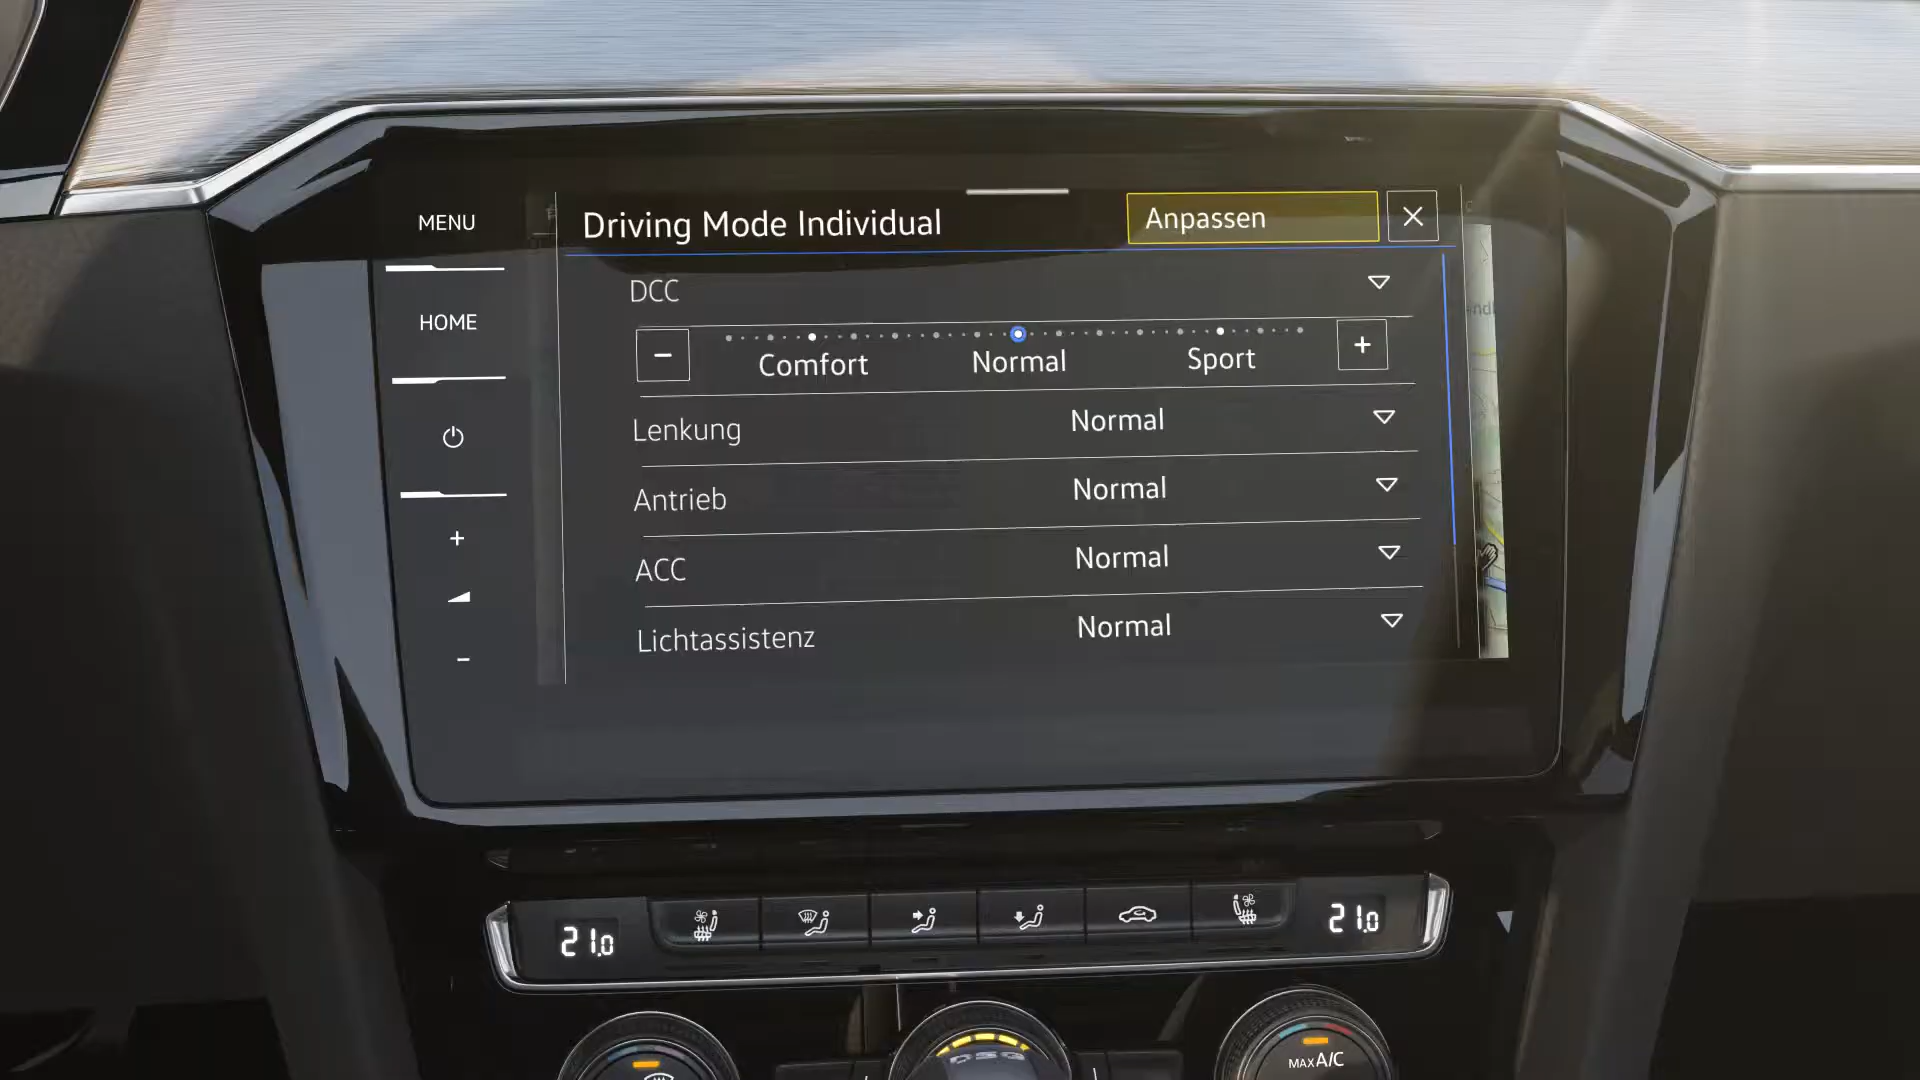 MENU
HOME
Driving Mode Individual
Anpassen
DCC
Comfort Normal Sport
Lenkung Normal
Antrieb Normal
ACC Normal
Lichtassistenz Normal
21.0
21.0
DSG
MAX A/C